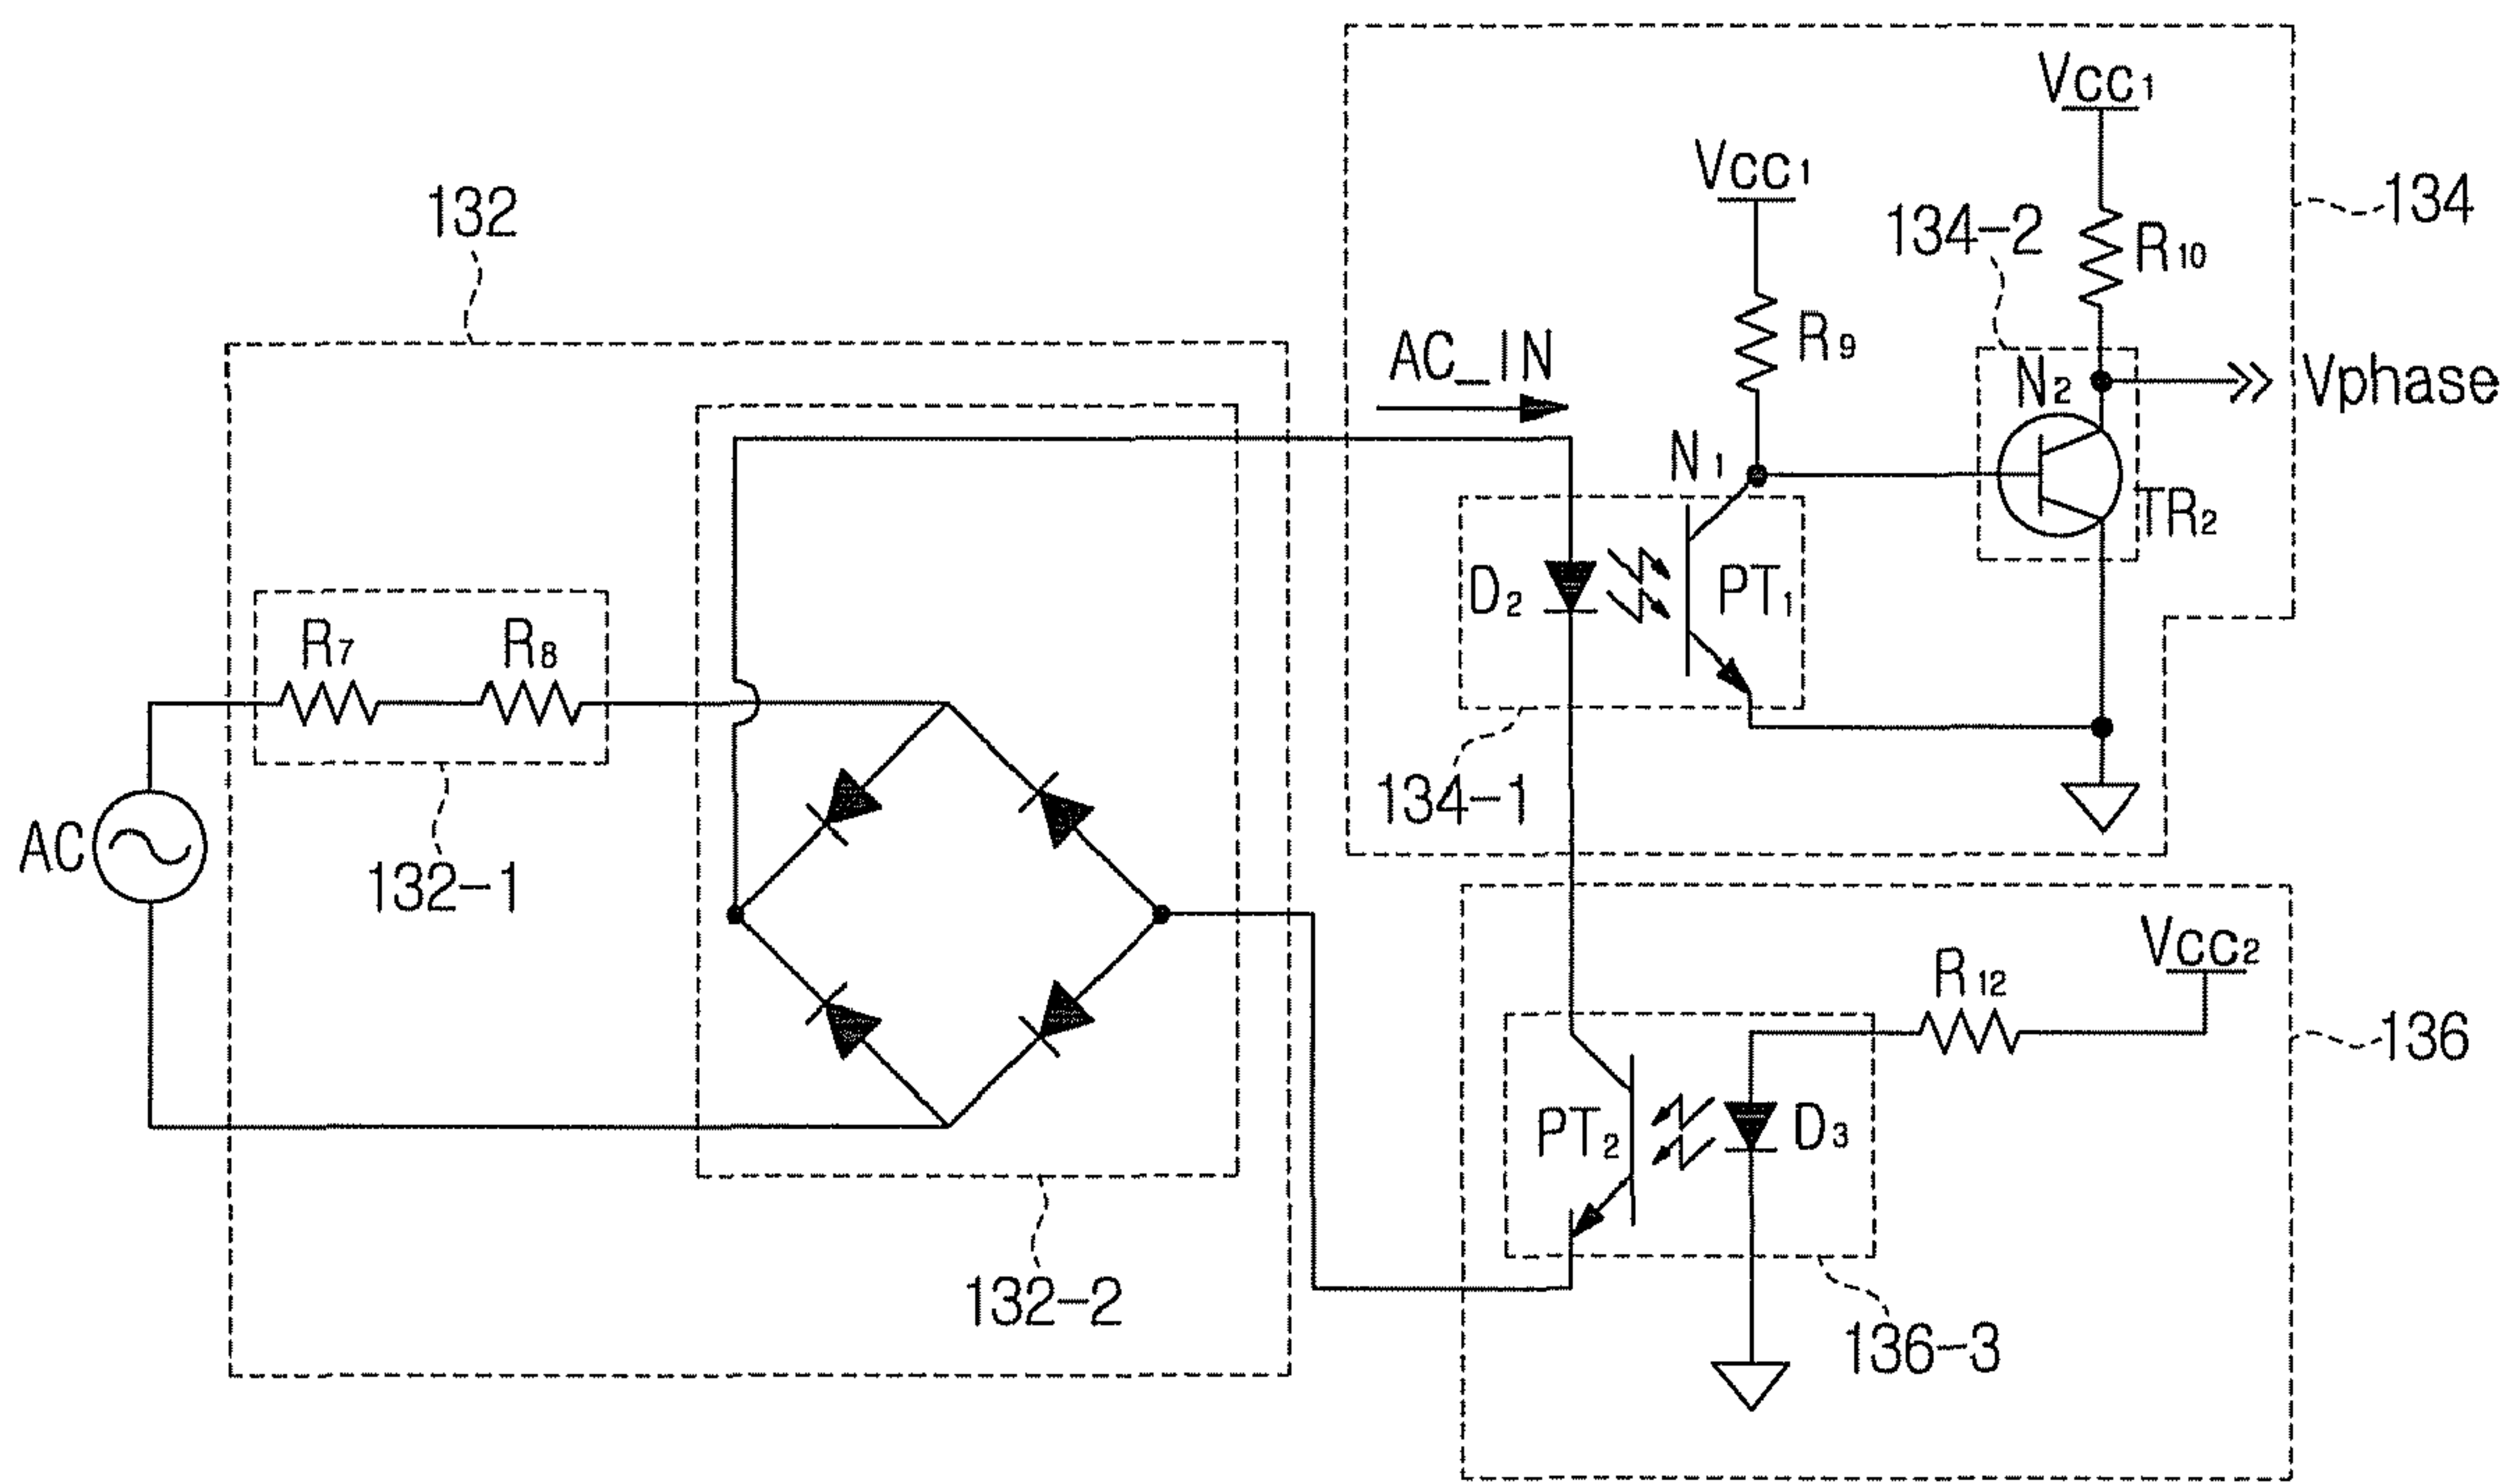 Vcc1
Vcc1
134
132
134-2
R10
AC_IN
R9
N2
Vphase
N1
TR2
D2
PT1
R7
R8
134-1
AC
132-1
Vcc2
R12
136
PT2
D3
132-2
136-3